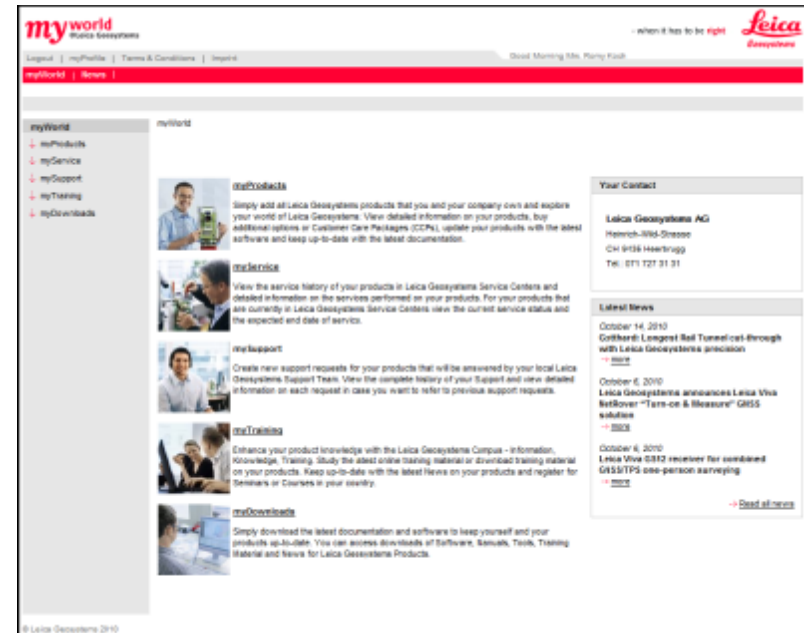 myworld
@Leica Geosystems
- when it has to be right
Leica
Geosystems
Logout | myProfile | Terms & Conditions | Imprint
Good Morning Mrs. Romy Koch
myWorld | News |
myWorld
myProducts
myService
mySupport
myTraining
myDownloads
myWorld
myProducts
Simply add all Leica Geosystems products that you and your company own and explore
your world of Leica Geosystems. View detailed information on your products, buy
additional options or Customer Care Packages (CCPs), update your products with the latest
software and keep up-to-date with the latest documentation.
myService
View the service history of your products in Leica Geosystems Service Centers and
detailed information on the services performed on your products. For your products that
are currently in Leica Geosystems Service Centers view the current service status and
the expected end date of service.
mySupport
Create new support requests for your products that will be answered by your local Leica
Geosystems Support Team. View the complete history of your Support and view detailed
information on each request in case you want to refer to previous support requests.
myTraining
Enhance your product knowledge with the Leica Geosystems Campus - Information,
Knowledge, Training. Study the latest online training material or download training material
on your products. Keep up-to-date with the latest News on your products and register for
Seminars or Courses in your country.
myDownloads
Simply download the latest documentation and software to keep yourself and your
products up-to-date. You can access downloads of Software, Manuals, Tools, Training
Material and News for Leica Geosystems Products.
Your Contact
Leica Geosystems AG
Heinrich-Wild-Strasse
CH 9435 Heerbrugg
Tel.: 071 727 31 31
Latest News
October 14, 2010
Gotthard: Longest Rail Tunnel cut-through
with Leica Geosystems precision
more
October 6, 2010
Leica Geosystems announces Leica Viva
NetRover "Turn-on & Measure" GNSS
solution
more
October 4, 2010
Leica Viva GS12 receiver for combined
GNSS/TPS one-person surveying
more
Read all news
© Leica Geosystems 2010